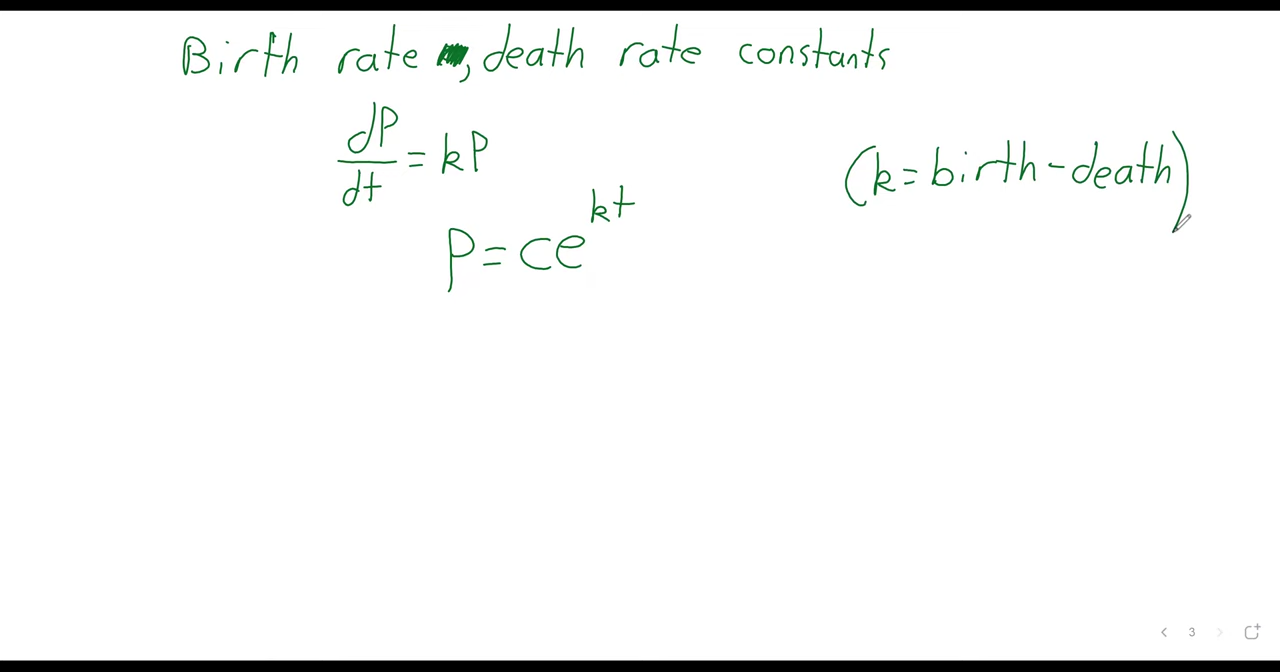 Birth rate , death rate constants
dP/dt = kP
(k = birth - death)
P = ce^kt
3